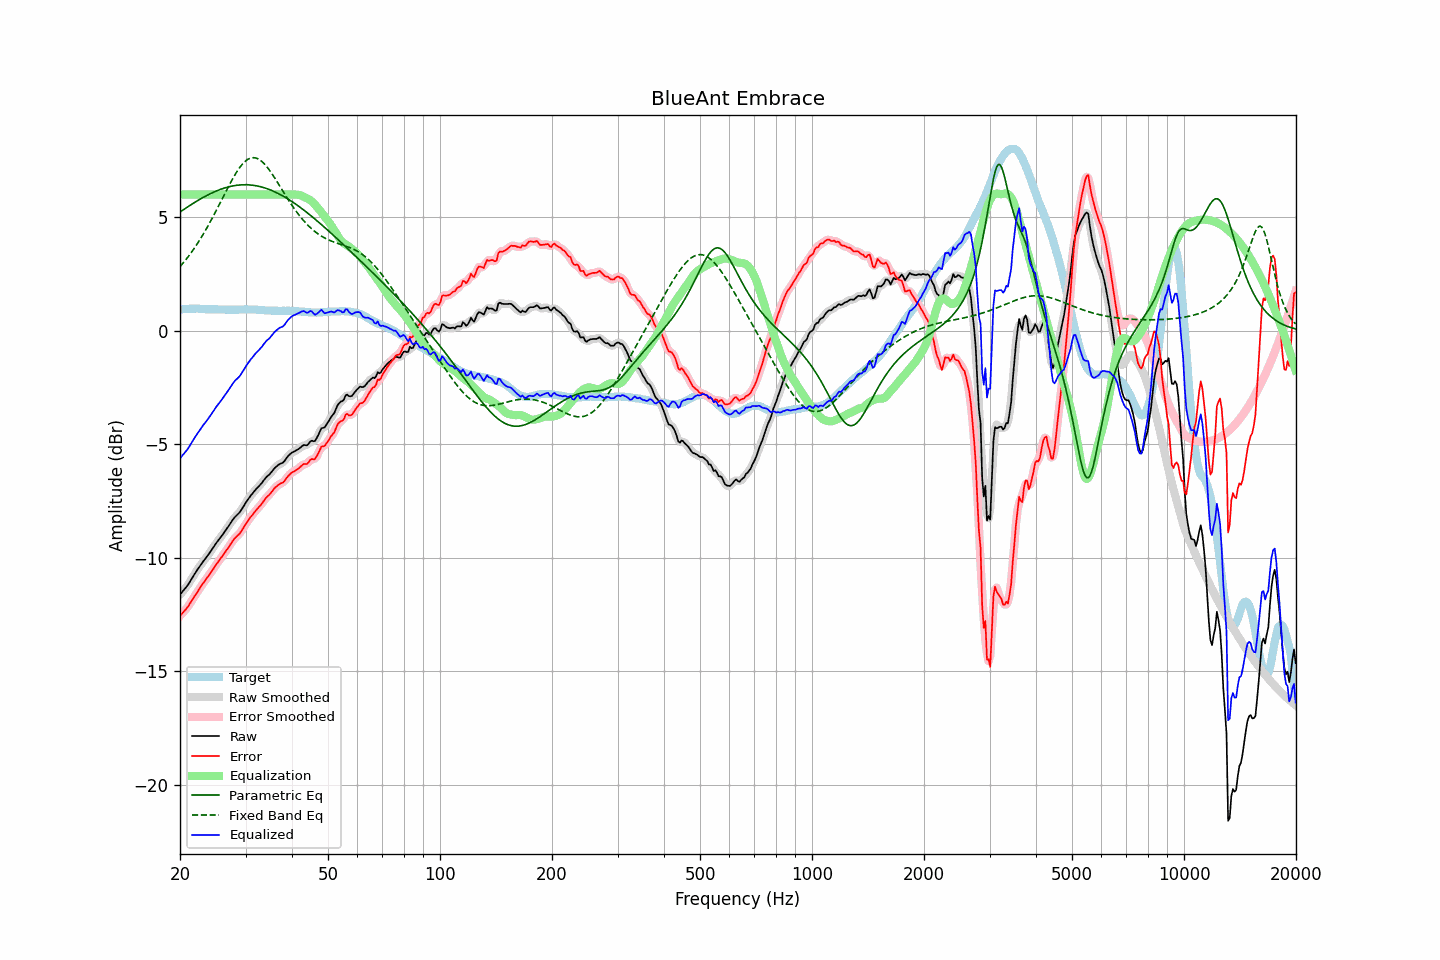 BlueAnt Embrace
Amplitude (dBr)
5
0
−5
−10
−15
−20
Target
Raw Smoothed
Error Smoothed
Raw
Error
Equalization
Parametric Eq
Fixed Band Eq
Equalized
20 50 100 200 500 1000 2000 5000 10000 20000
Frequency (Hz)